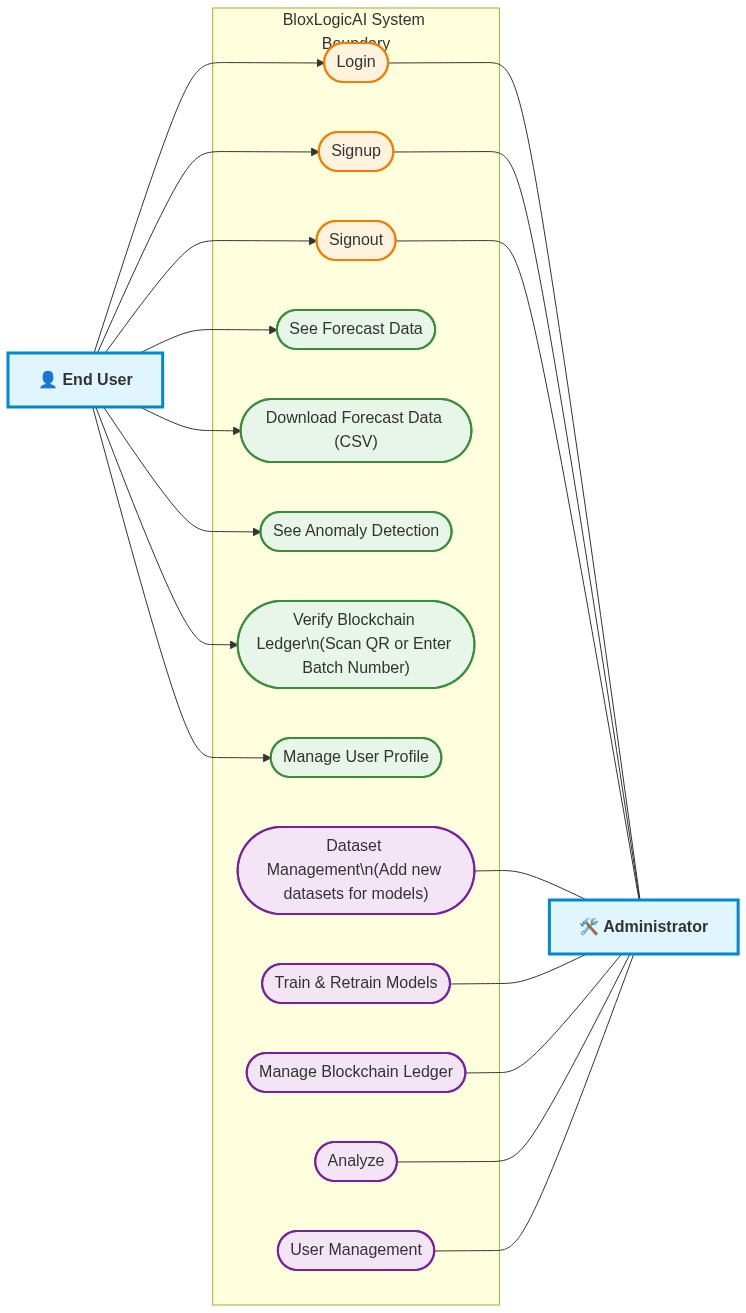 BloxLogicAI System
Boundary
Login
Signup
Signout
See Forecast Data
👤 End User
Download Forecast Data
(CSV)
See Anomaly Detection
Verify Blockchain
Ledger\n(Scan QR or Enter
Batch Number)
Manage User Profile
Dataset
Management\n(Add new
datasets for models)
🛠️ Administrator
Train & Retrain Models
Manage Blockchain Ledger
Analyze
User Management